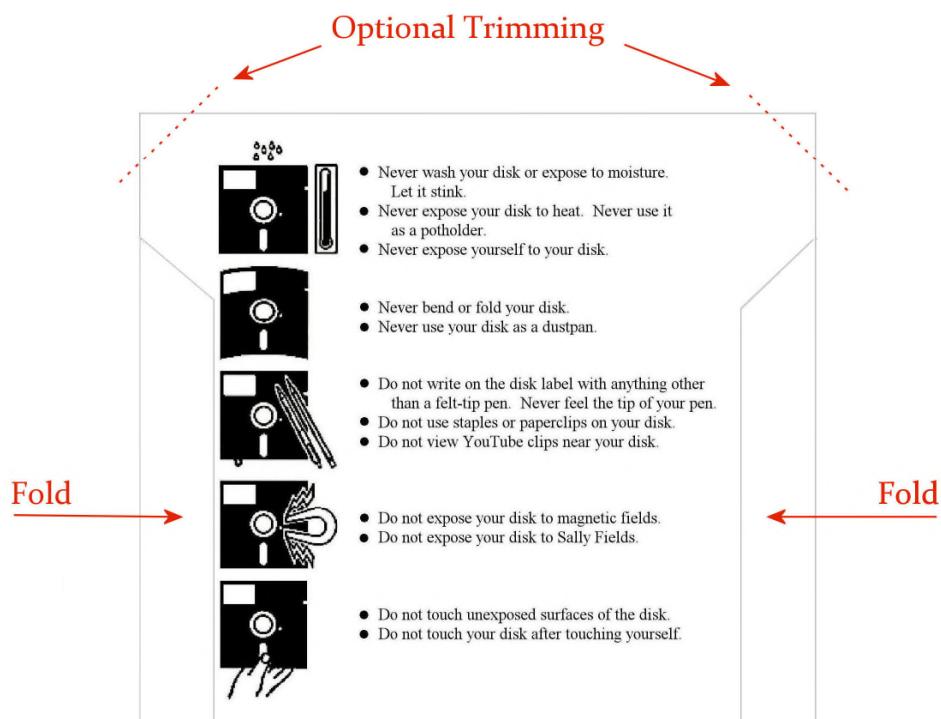 Optional Trimming
● Never wash your disk or expose to moisture.
Let it stink.
● Never expose your disk to heat.  Never use it
as a potholder.
● Never expose yourself to your disk.
● Never bend or fold your disk.
● Never use your disk as a dustpan.
● Do not write on the disk label with anything other
than a felt-tip pen.  Never feel the tip of your pen.
● Do not use staples or paperclips on your disk.
● Do not view YouTube clips near your disk.
Fold
Fold
● Do not expose your disk to magnetic fields.
● Do not expose your disk to Sally Fields.
● Do not touch unexposed surfaces of the disk.
● Do not touch your disk after touching yourself.